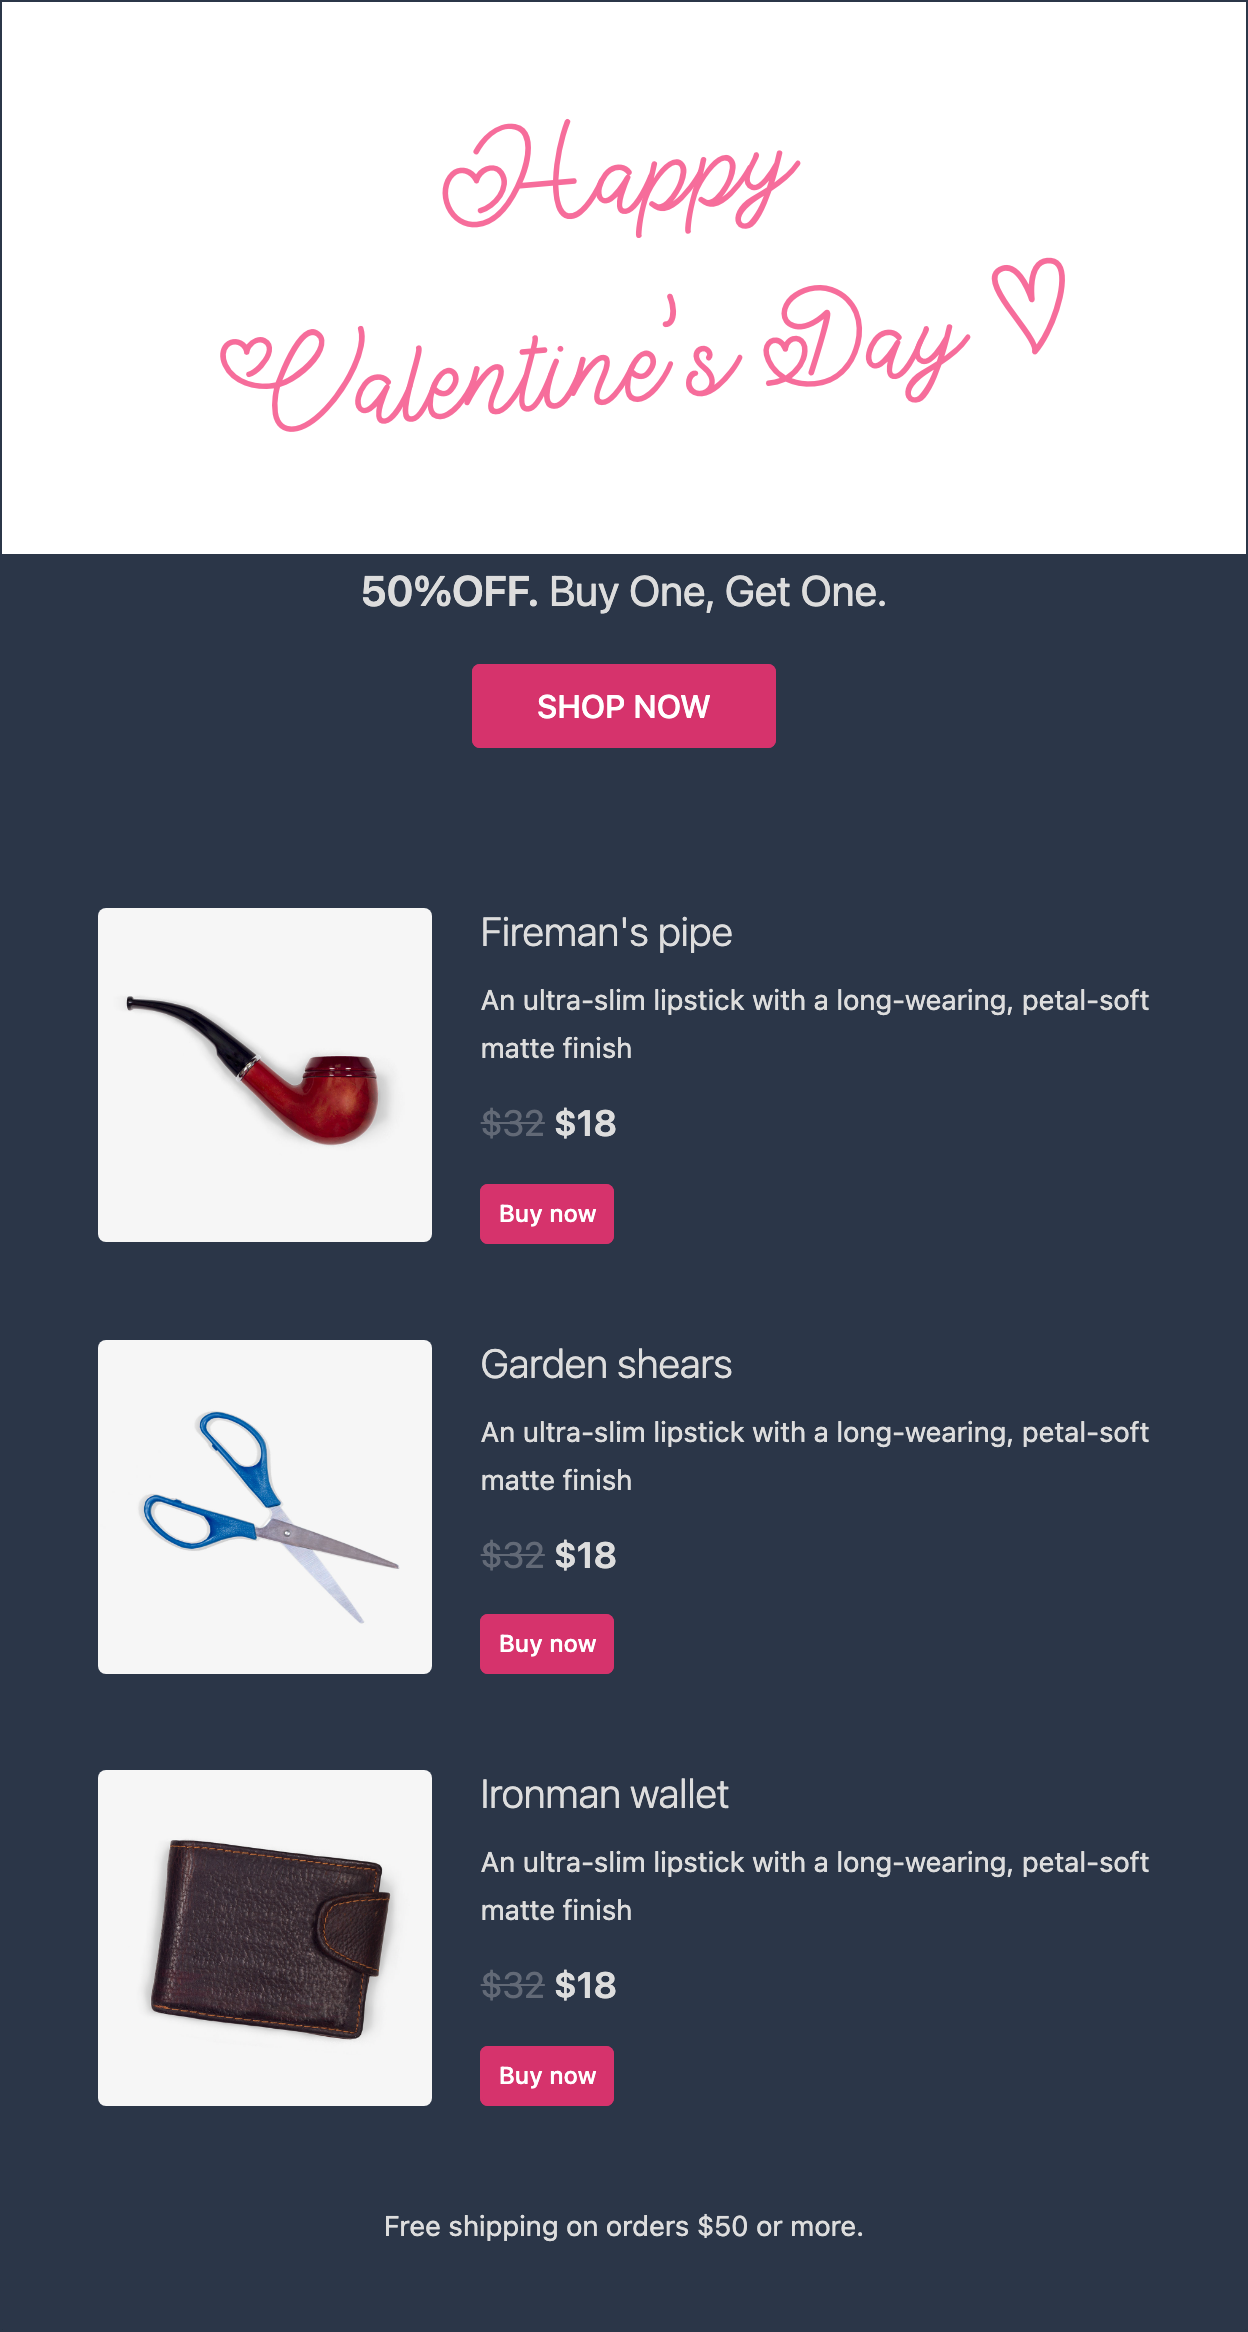 Happy
Valentine's Day
50%OFF. Buy One, Get One.
SHOP NOW
Fireman's pipe
An ultra-slim lipstick with a long-wearing, petal-soft
matte finish
$32 $18
Buy now
Garden shears
An ultra-slim lipstick with a long-wearing, petal-soft
matte finish
$32 $18
Buy now
Ironman wallet
An ultra-slim lipstick with a long-wearing, petal-soft
matte finish
$32 $18
Buy now
Free shipping on orders $50 or more.